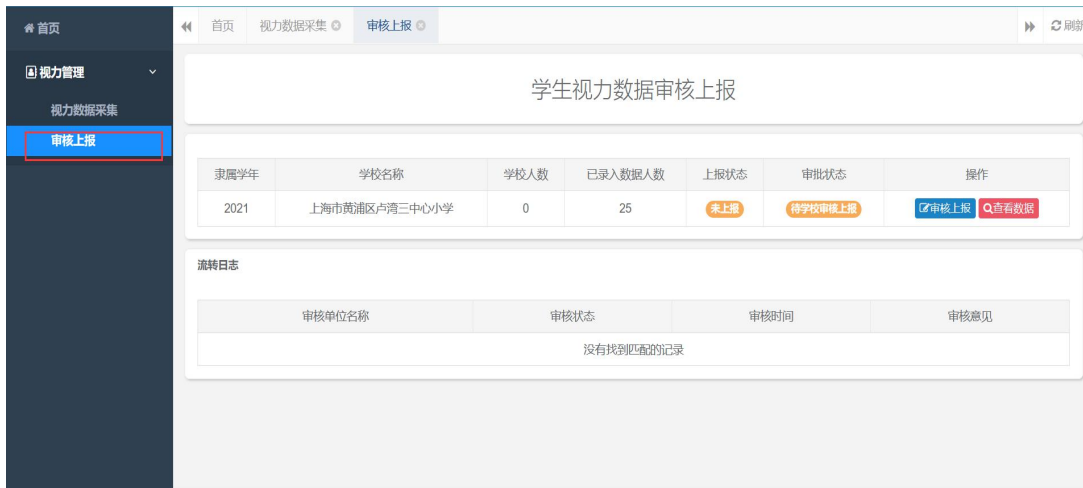 首页
首页 视力数据采集 审核上报 刷新
视力管理
视力数据采集
审核上报
学生视力数据审核上报
隶属学年 学校名称 学校人数 已录入数据人数 上报状态 审批状态 操作
2021 上海市黄浦区卢湾三中心小学 0 25 未上报 待学校审核上报 审核上报 查看数据
流转日志
审核单位名称 审核状态 审核时间 审核意见
没有找到匹配的记录